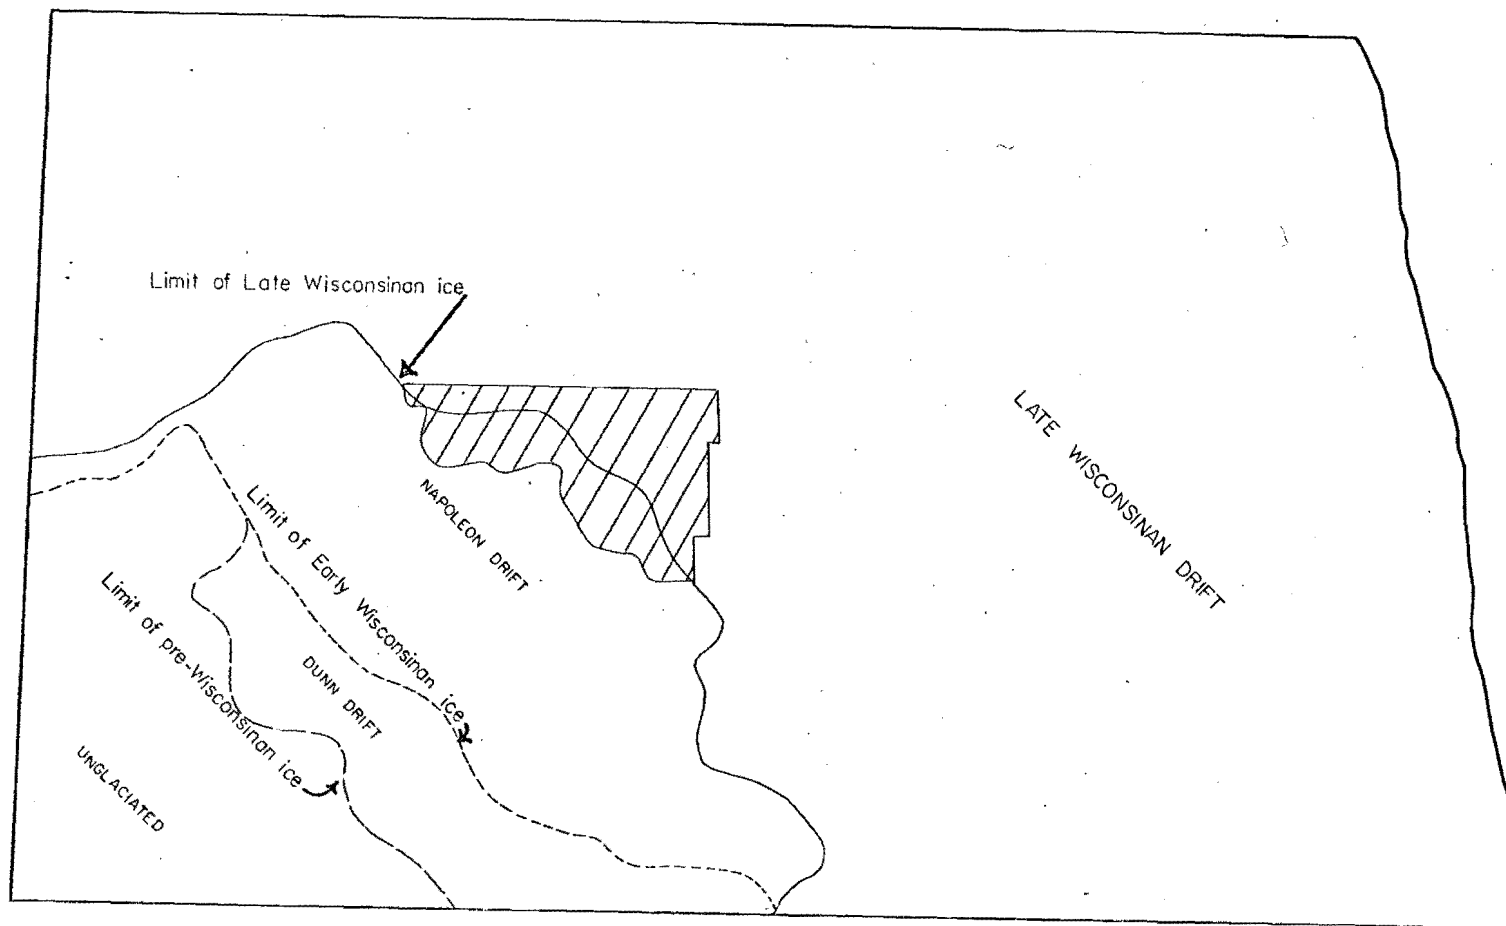 Limit of Late Wisconsinan ice
LATE WISCONSINAN DRIFT
NAPOLEON DRIFT
Limit of Early Wisconsinan ice
Limit of pre-Wisconsinan ice
DUNN DRIFT
UNGLACIATED